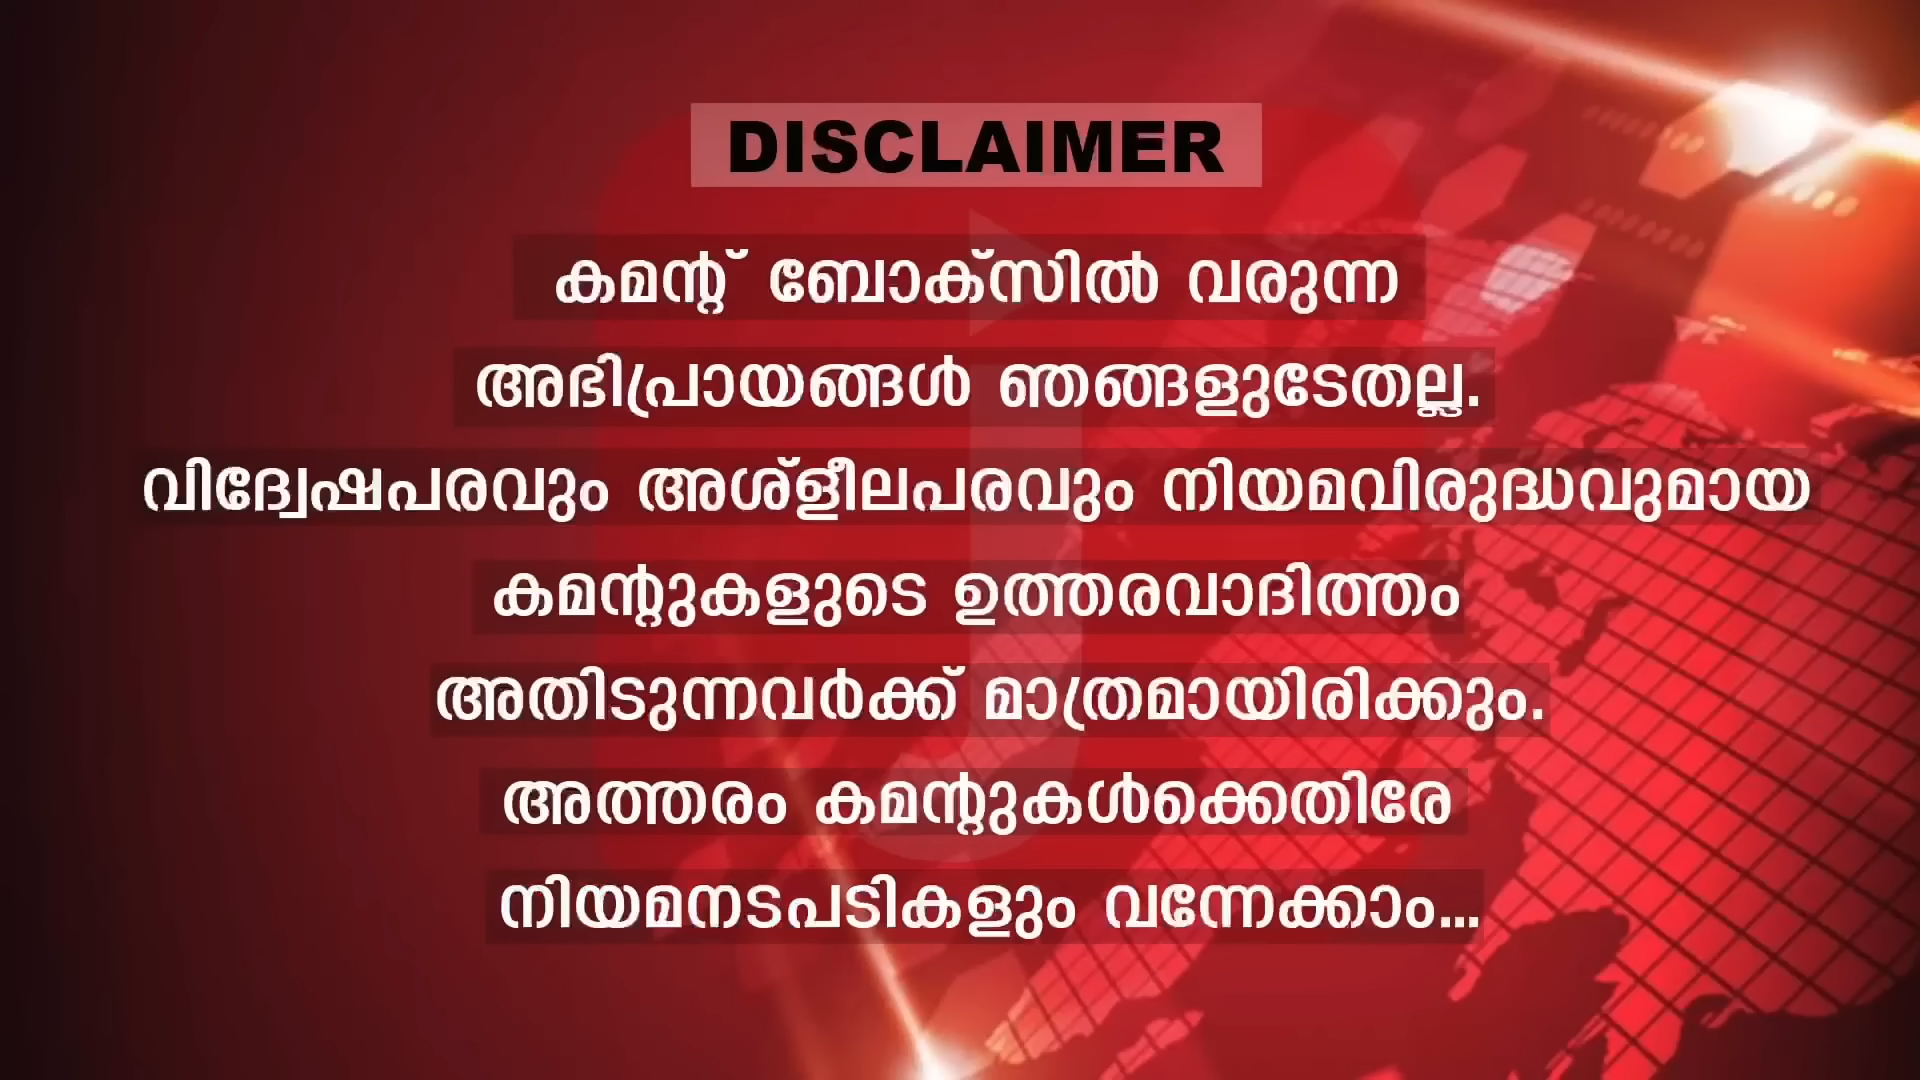 DISCLAIMER
കമന്റ് ബോക്സിൽ വരുന്ന
അഭിപ്രായങ്ങൾ ഞങ്ങളുടേതല്ല.
വിദ്വേഷപരവും അശ്ളീലപരവും നിയമവിരുദ്ധവുമായ
കമന്റുകളുടെ ഉത്തരവാദിത്തം
അതിടുന്നവർക്ക് മാത്രമായിരിക്കും.
അത്തരം കമന്റുകൾക്കെതിരേ
നിയമനടപടികളും വന്നേക്കാം...